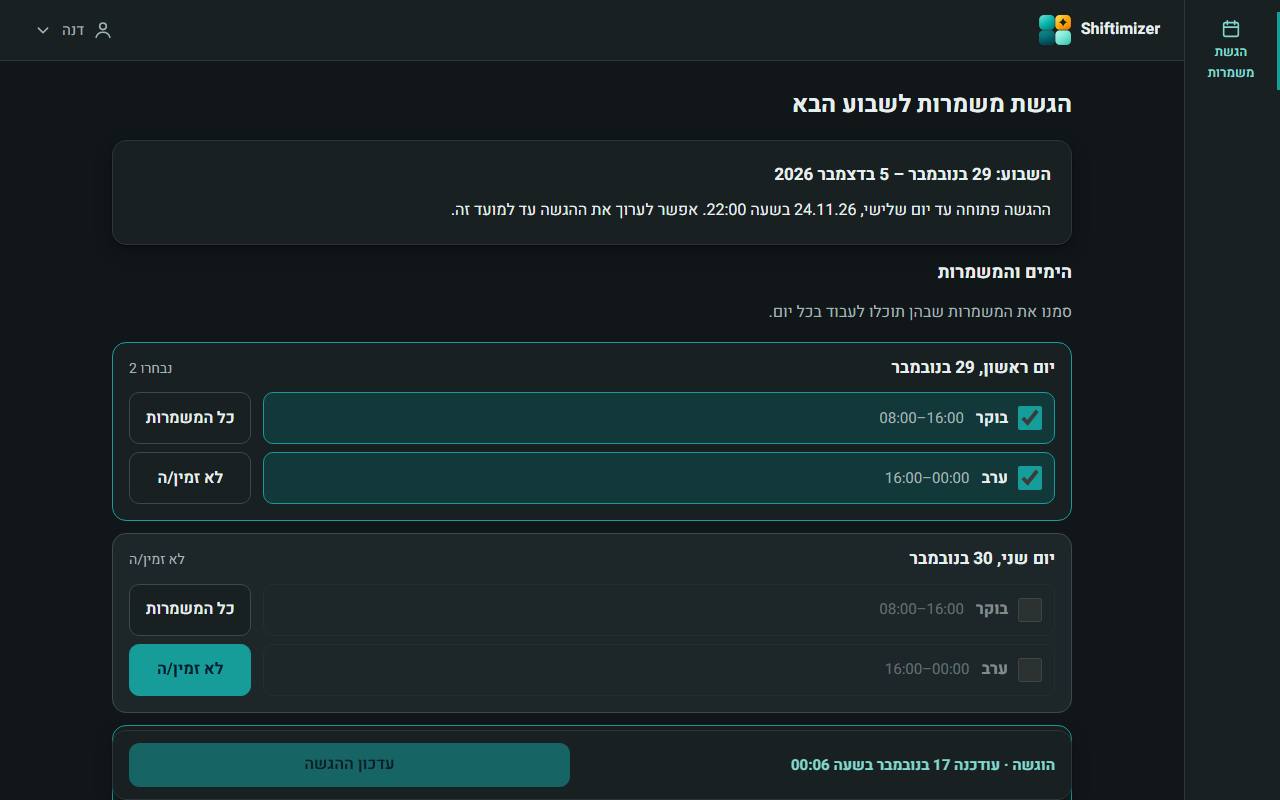 הגשת
משמרות
Shiftimizer
דנה
הגשת משמרות לשבוע הבא
השבוע: 29 בנובמבר – 5 בדצמבר 2026
ההגשה פתוחה עד יום שלישי, 24.11.26 בשעה 22:00. אפשר לערוך את ההגשה עד למועד זה.
הימים והמשמרות
סמנו את המשמרות שבהן תוכלו לעבוד בכל יום.
יום ראשון, 29 בנובמבר
נבחרו 2
בוקר 08:00–16:00
כל המשמרות
ערב 16:00–00:00
לא זמין/ה
יום שני, 30 בנובמבר
לא זמין/ה
בוקר 08:00–16:00
כל המשמרות
ערב 16:00–00:00
לא זמין/ה
הוגשה · עודכנה 17 בנובמבר בשעה 00:06
עדכון ההגשה